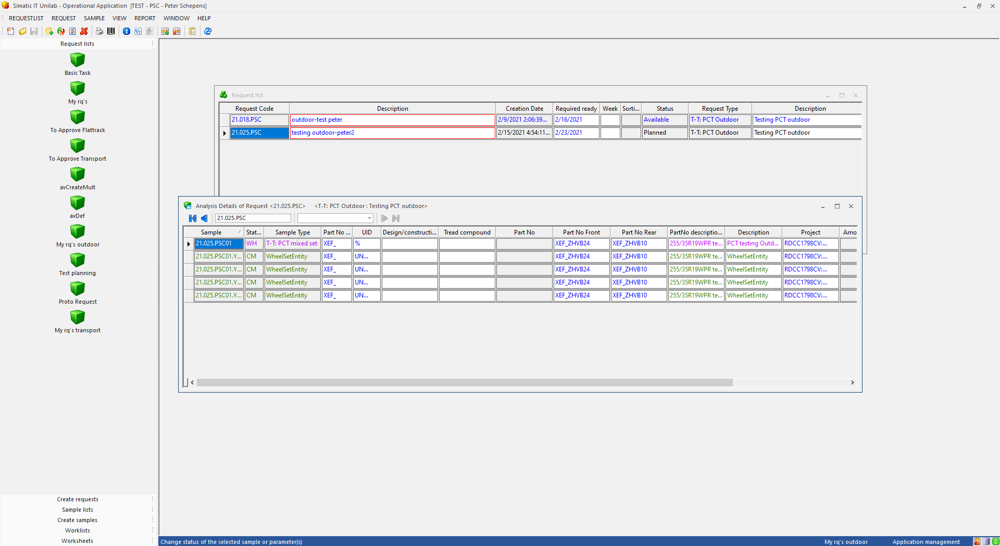 Simatic IT Unilab - Operational Application [TEST - PSC - Peter Schepens]
REQUESTLIST REQUEST SAMPLE VIEW REPORT WINDOW HELP
Request lists
Basic Task
My rq's
To Approve Flattrack
To Approve Transport
avCreateMult
avDef
My rq's outdoor
Test planning
Proto Request
My rq's transport
Create requests
Sample lists
Create samples
Worklists
Worksheets
Request list
Request Code Description Creation Date Required ready Week Sorti... Status Request Type Description
21.018.PSC outdoor-test peter 2/9/2021 2:06:39... 2/16/2021 Available T-T: PCT Outdoor Testing PCT outdoor
21.025.PSC testing outdoor-peter2 2/15/2021 4:54:11... 2/23/2021 Planned T-T: PCT Outdoor Testing PCT outdoor
Analysis Details of Request <21.025.PSC> <T-T: PCT Outdoor : Testing PCT outdoor>
21.025.PSC
Sample Stat... Sample Type Part No ... UID Design/constructi... Tread compound Part No Part No Front Part No Rear PartNo descriptio... Description Project Amo
21.025.PSC01 WH T-T: PCT mixed set XEF_ % XEF_ZHVB24 XEF_ZHVB10 255/35R19WPR te... PCT testing Outd... RDCC1798CV:...
21.025.PSC01.Y... CM WheelSetEntity XEF_ UN... XEF_ZHVB24 XEF_ZHVB10 255/35R19WPR te... WheelSetEntity RDCC1798CV:...
21.025.PSC01.Y... CM WheelSetEntity XEF_ UN... XEF_ZHVB24 XEF_ZHVB10 255/35R19WPR te... WheelSetEntity RDCC1798CV:...
21.025.PSC01.Y... CM WheelSetEntity XEF_ UN... XEF_ZHVB24 XEF_ZHVB10 255/35R19WPR te... WheelSetEntity RDCC1798CV:...
21.025.PSC01.Y... CM WheelSetEntity XEF_ UN... XEF_ZHVB24 XEF_ZHVB10 255/35R19WPR te... WheelSetEntity RDCC1798CV:...
Change status of the selected sample or parameter(s) My rq's outdoor Application management